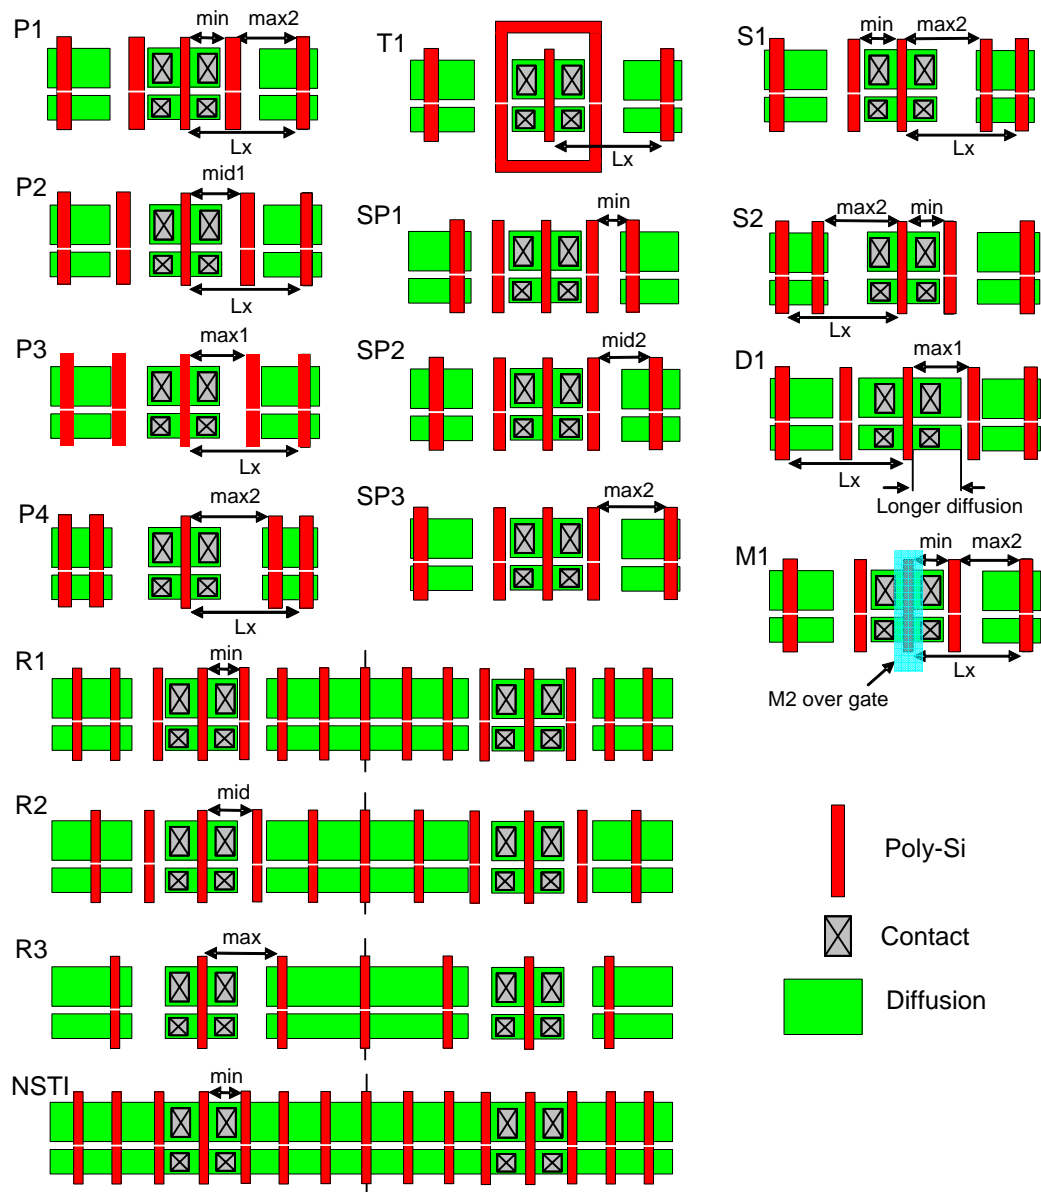 P1
min
max2
Lx
P2
mid1
Lx
P3
max1
Lx
P4
max2
Lx
T1
Lx
SP1
min
SP2
mid2
SP3
max2
S1
min
max2
Lx
S2
max2
min
Lx
D1
max1
Lx
Longer diffusion
M1
min
max2
Lx
M2 over gate
R1
min
R2
mid
R3
max
NSTI
min
Poly-Si
Contact
Diffusion